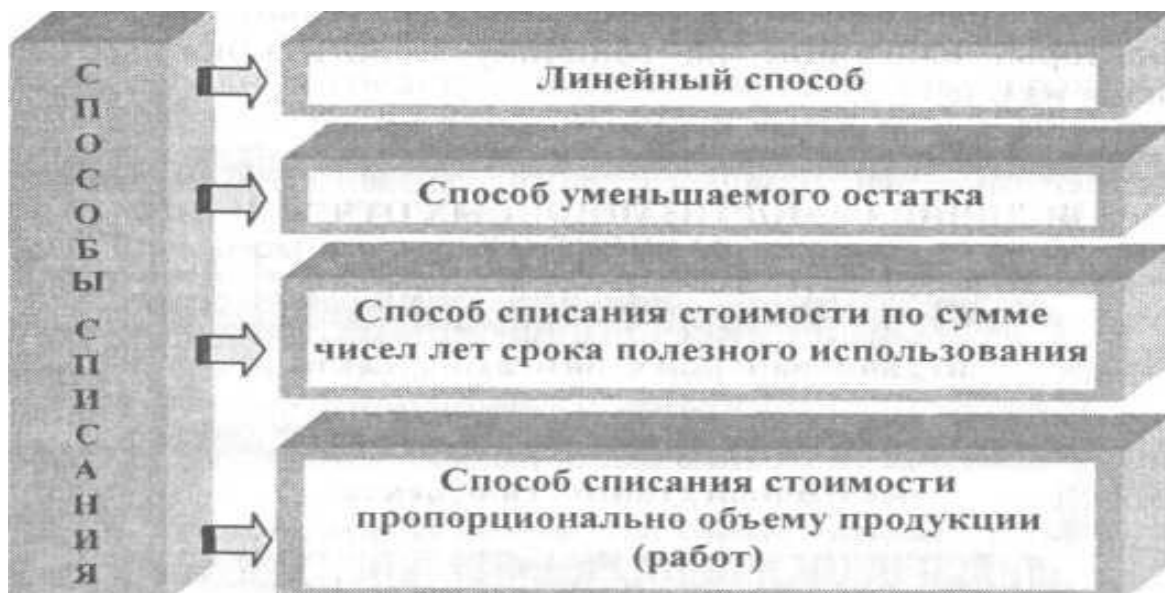 СПОСОБЫ СПИСАНИЯ
Линейный способ
Способ уменьшаемого остатка
Способ списания стоимости по сумме
чисел лет срока полезного использования
Способ списания стоимости
пропорционально объему продукции
(работ)